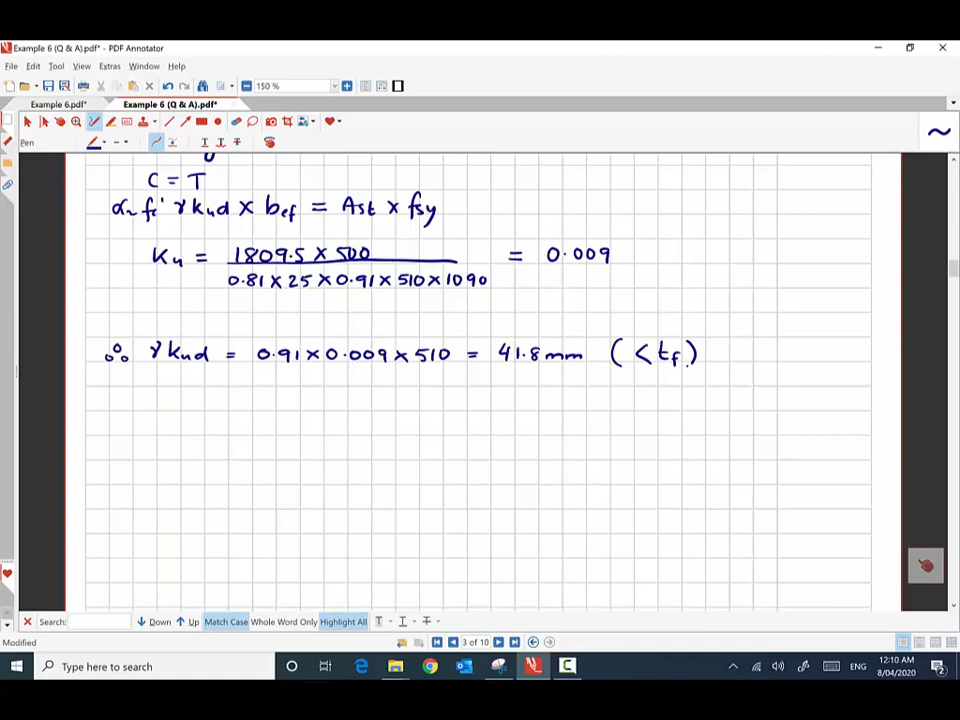 Example 6 (Q & A).pdf* - PDF Annotator
File Edit Tool View Extras Window Help
150 %
Example 6.pdf* Example 6 (Q & A).pdf*
Pen
C = T
α₂ fc' γ kud × bef = Ast × fsy
Ku = 1809.5 × 500 / 0.81 × 25 × 0.91 × 510 × 1090 = 0.009
∴ γ kud = 0.91 × 0.009 × 510 = 41.8mm (< tf)
Search: Down Up Match Case Whole Word Only Highlight All
3 of 10
Modified
Type here to search
ENG
12:10 AM
8/04/2020
2